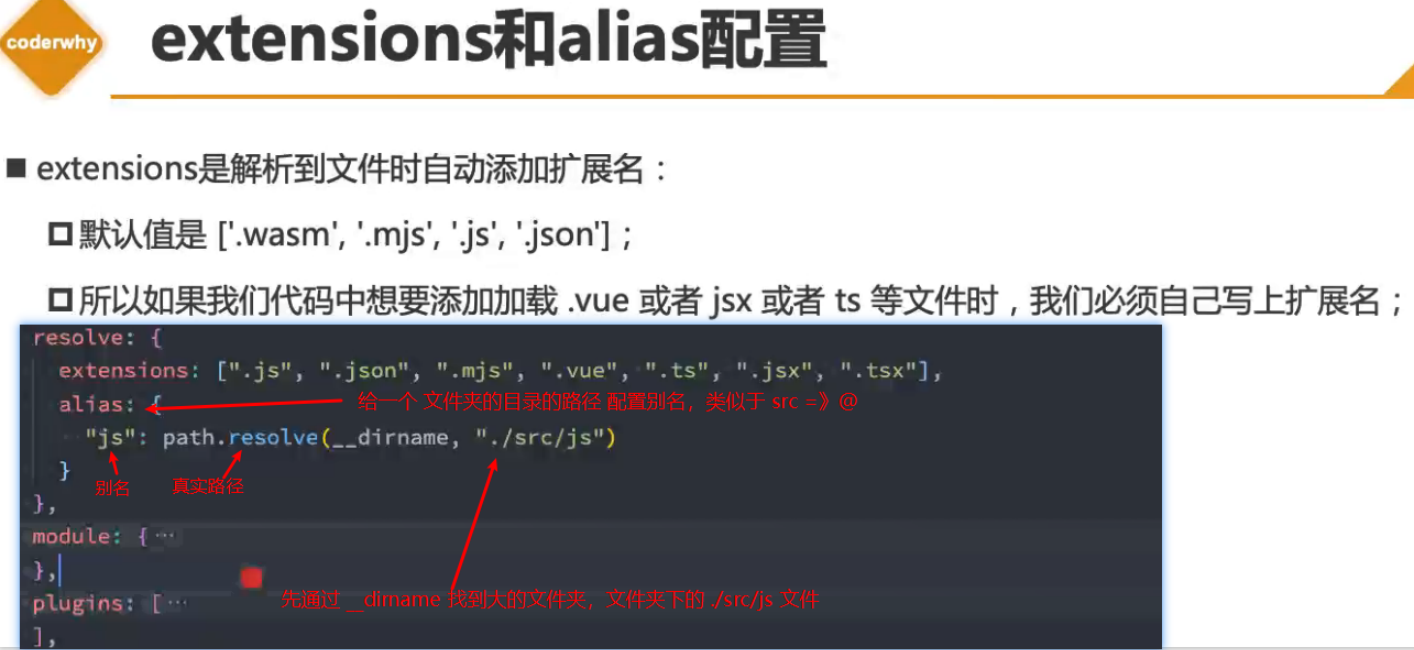 coderwhy
extensions和alias配置
extensions是解析到文件时自动添加扩展名：
默认值是 ['.wasm', '.mjs', '.js', '.json']；
所以如果我们代码中想要添加加载 .vue 或者 jsx 或者 ts 等文件时，我们必须自己写上扩展名；
resolve: {
extensions: [".js", ".json", ".mjs", ".vue", ".ts", ".jsx", ".tsx"],
alias: {
给一个 文件夹的目录的路径 配置别名，类似于 src =》@
"js": path.resolve(__dirname, "./src/js")
}
别名
真实路径
},
module: {…
},
先通过 __dirname 找到大的文件夹，文件夹下的 ./src/js 文件
plugins: […
],